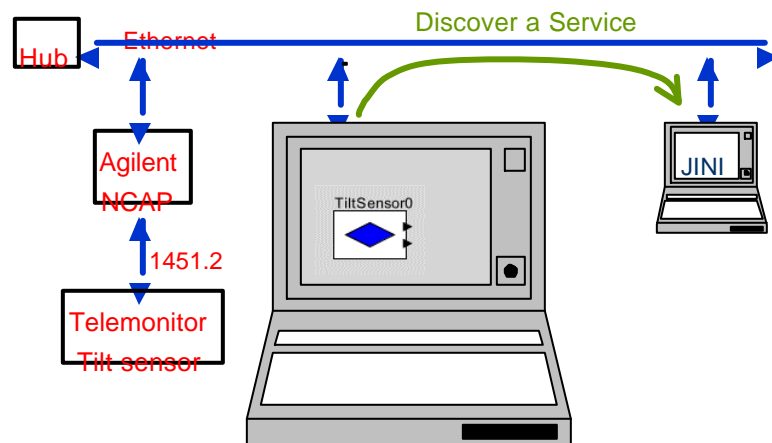 Discover a Service
Ethernet
Hub
Agilent
NCAP
JINI
TiltSensor0
1451.2
Telemonitor
Tilt sensor